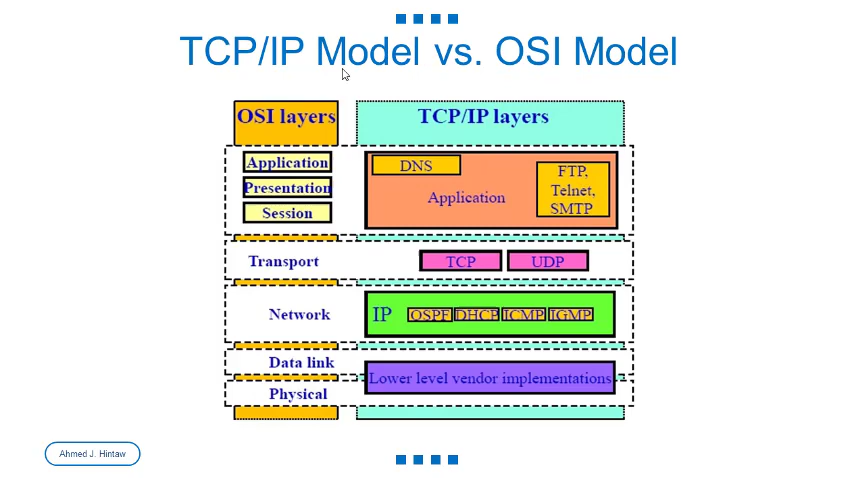 TCP/IP Model vs. OSI Model
OSI layers
TCP/IP layers
Application
Presentation
Session
DNS
Application
FTP,
Telnet,
SMTP
Transport
TCP
UDP
Network
IP
OSPF
DHCP
ICMP
IGMP
Data link
Physical
Lower level vendor implementations
Ahmed J. Hintaw